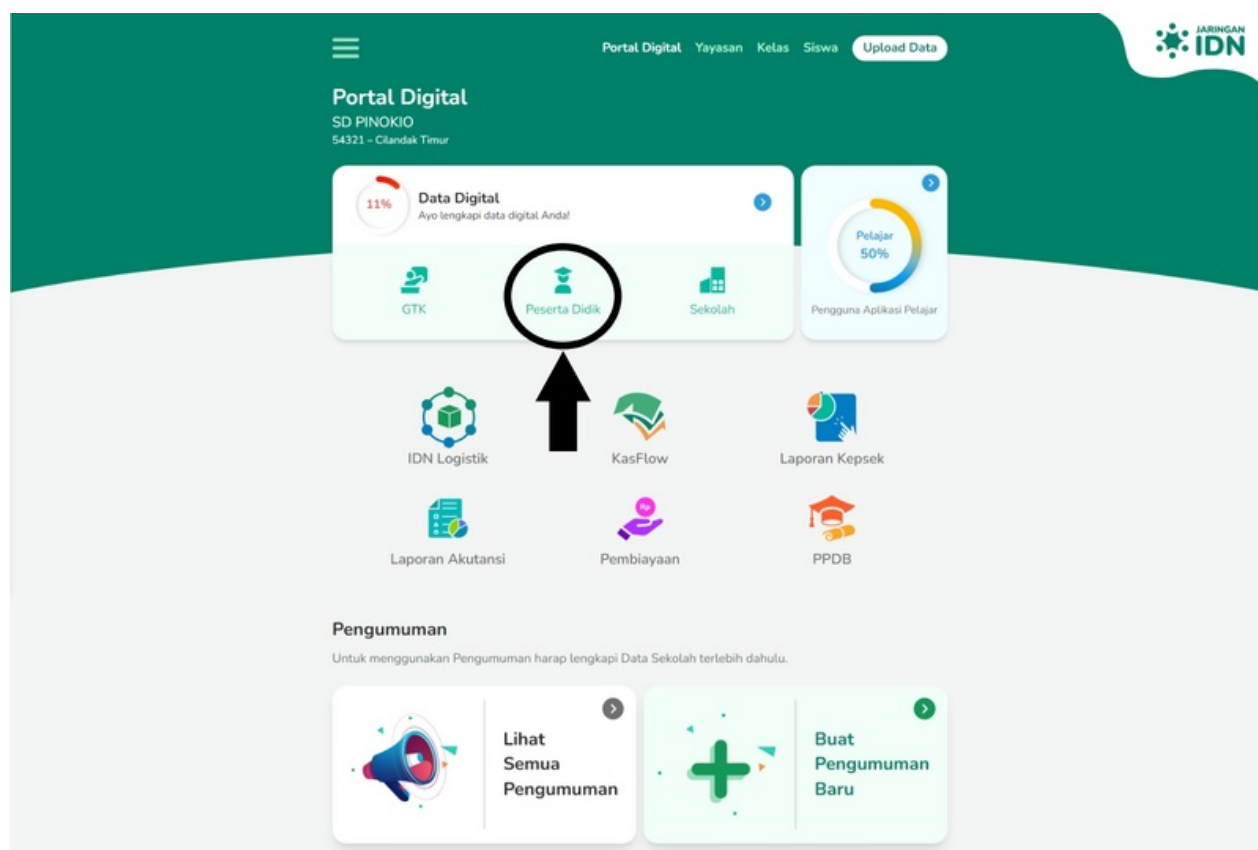 Portal Digital Yayasan Kelas Siswa Upload Data
JARINGAN
IDN
Portal Digital
SD PINOKIO
54321 – Cilandak Timur
11%
Data Digital
Ayo lengkapi data digital Anda!
Pelajar
50%
GTK
Peserta Didik
Sekolah
Pengguna Aplikasi Pelajar
IDN Logistik
KasFlow
Laporan Kepsek
Rp
Laporan Akutansi
Pembiayaan
PPDB
Pengumuman
Untuk menggunakan Pengumuman harap lengkapi Data Sekolah terlebih dahulu.
Lihat
Semua
Pengumuman
Buat
Pengumuman
Baru